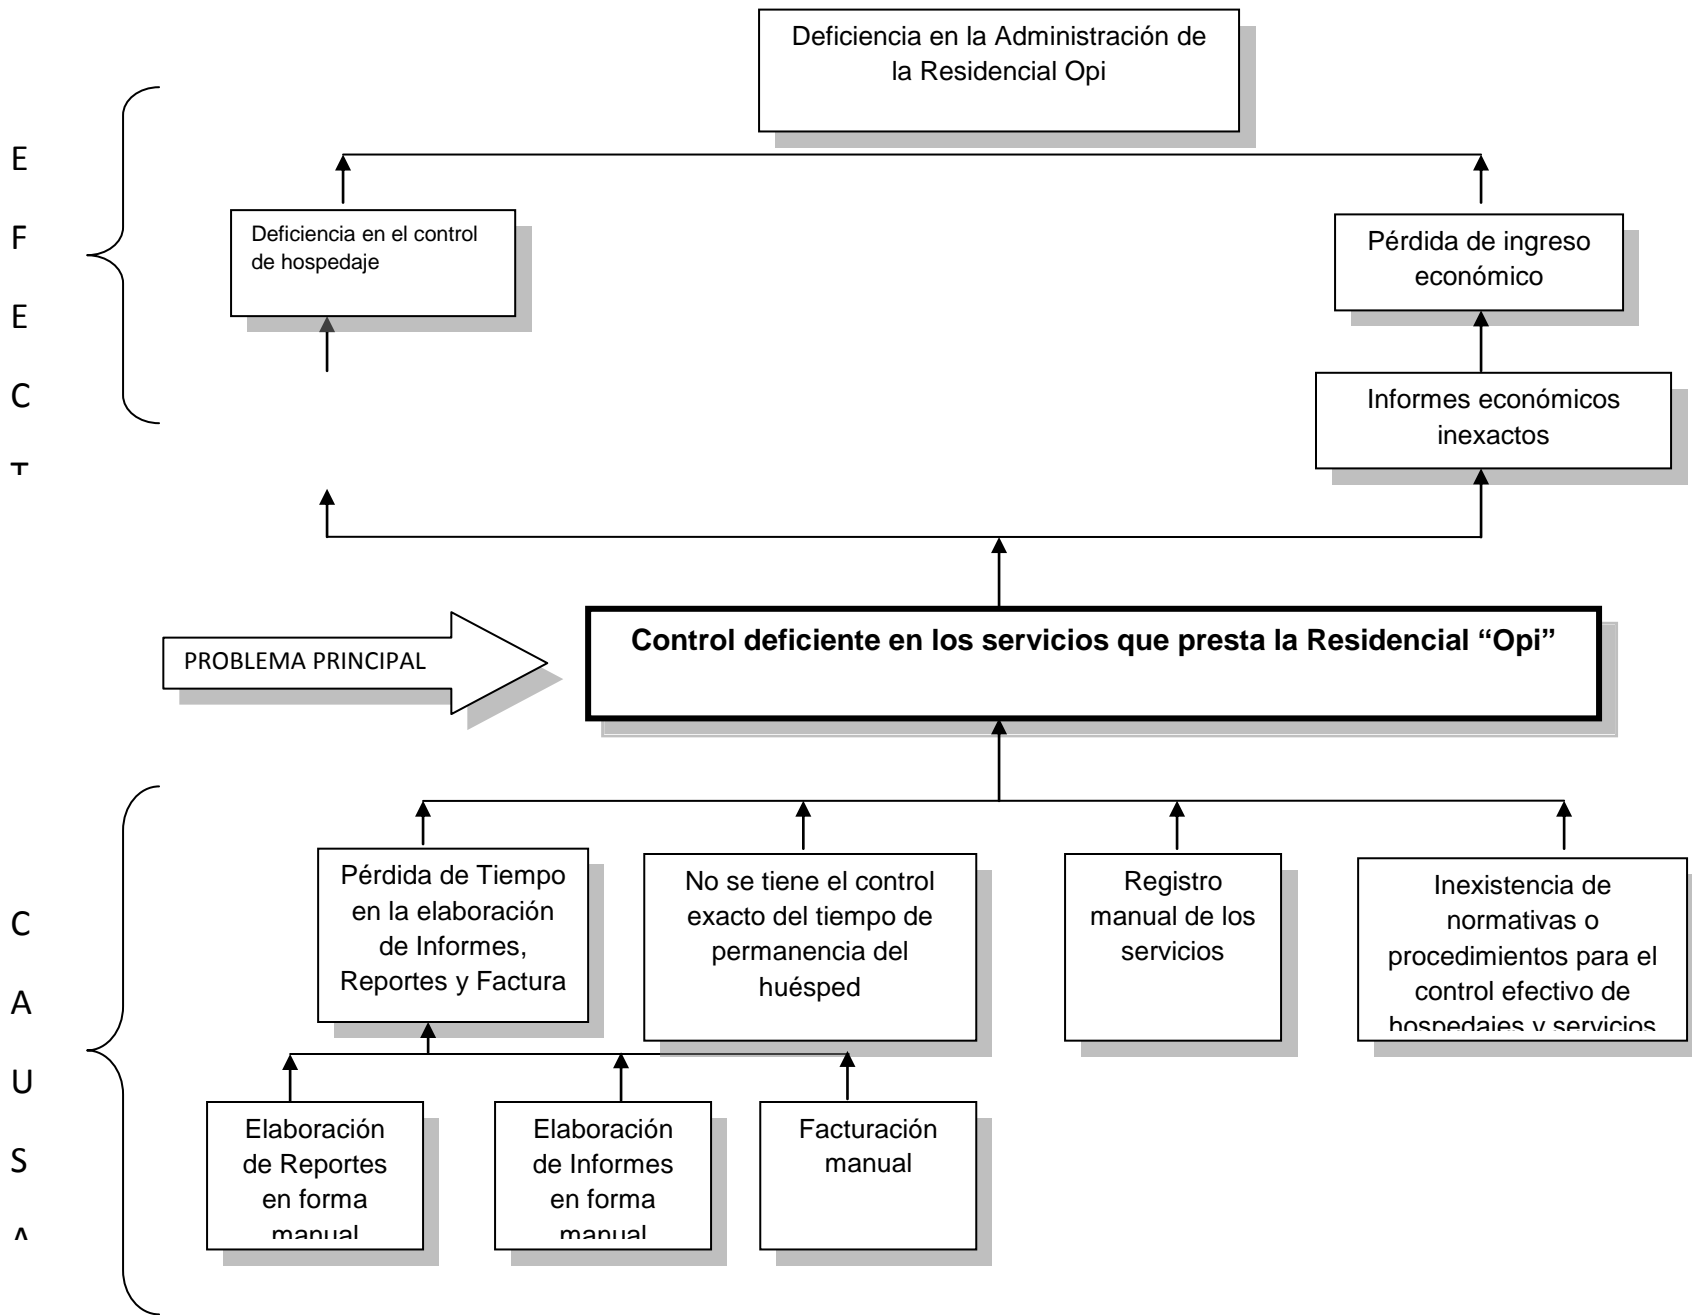 Deficiencia en la Administración de
la Residencial Opi
E
F
E
C
T
Deficiencia en el control
de hospedaje
Pérdida de ingreso
económico
Informes económicos
inexactos
PROBLEMA PRINCIPAL
Control deficiente en los servicios que presta la Residencial “Opi”
C
A
U
S
A
Pérdida de Tiempo
en la elaboración
de Informes,
Reportes y Factura
No se tiene el control
exacto del tiempo de
permanencia del
huésped
Registro
manual de los
servicios
Inexistencia de
normativas o
procedimientos para el
control efectivo de
hospedajes y servicios
Elaboración
de Reportes
en forma
manual
Elaboración
de Informes
en forma
manual
Facturación
manual